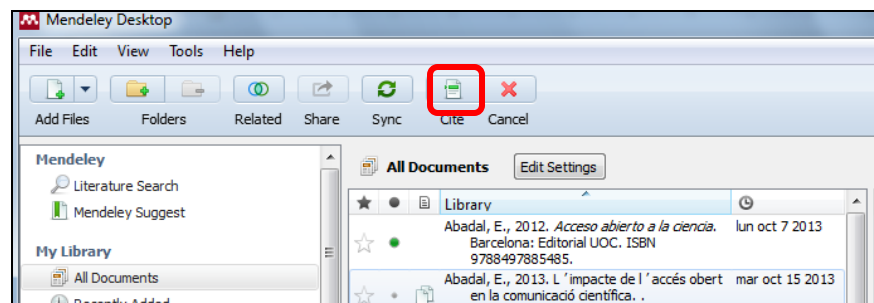 Mendeley Desktop
File Edit View Tools Help
Add Files Folders Related Share Sync Cite Cancel
Mendeley
Literature Search
Mendeley Suggest
My Library
All Documents
Recently Added
All Documents Edit Settings
Library
Abadal, E., 2012. Acceso abierto a la ciencia. lun oct 7 2013
Barcelona: Editorial UOC. ISBN
9788497885485.
Abadal, E., 2013. L´impacte de l´accés obert mar oct 15 2013
en la comunicació científica. .